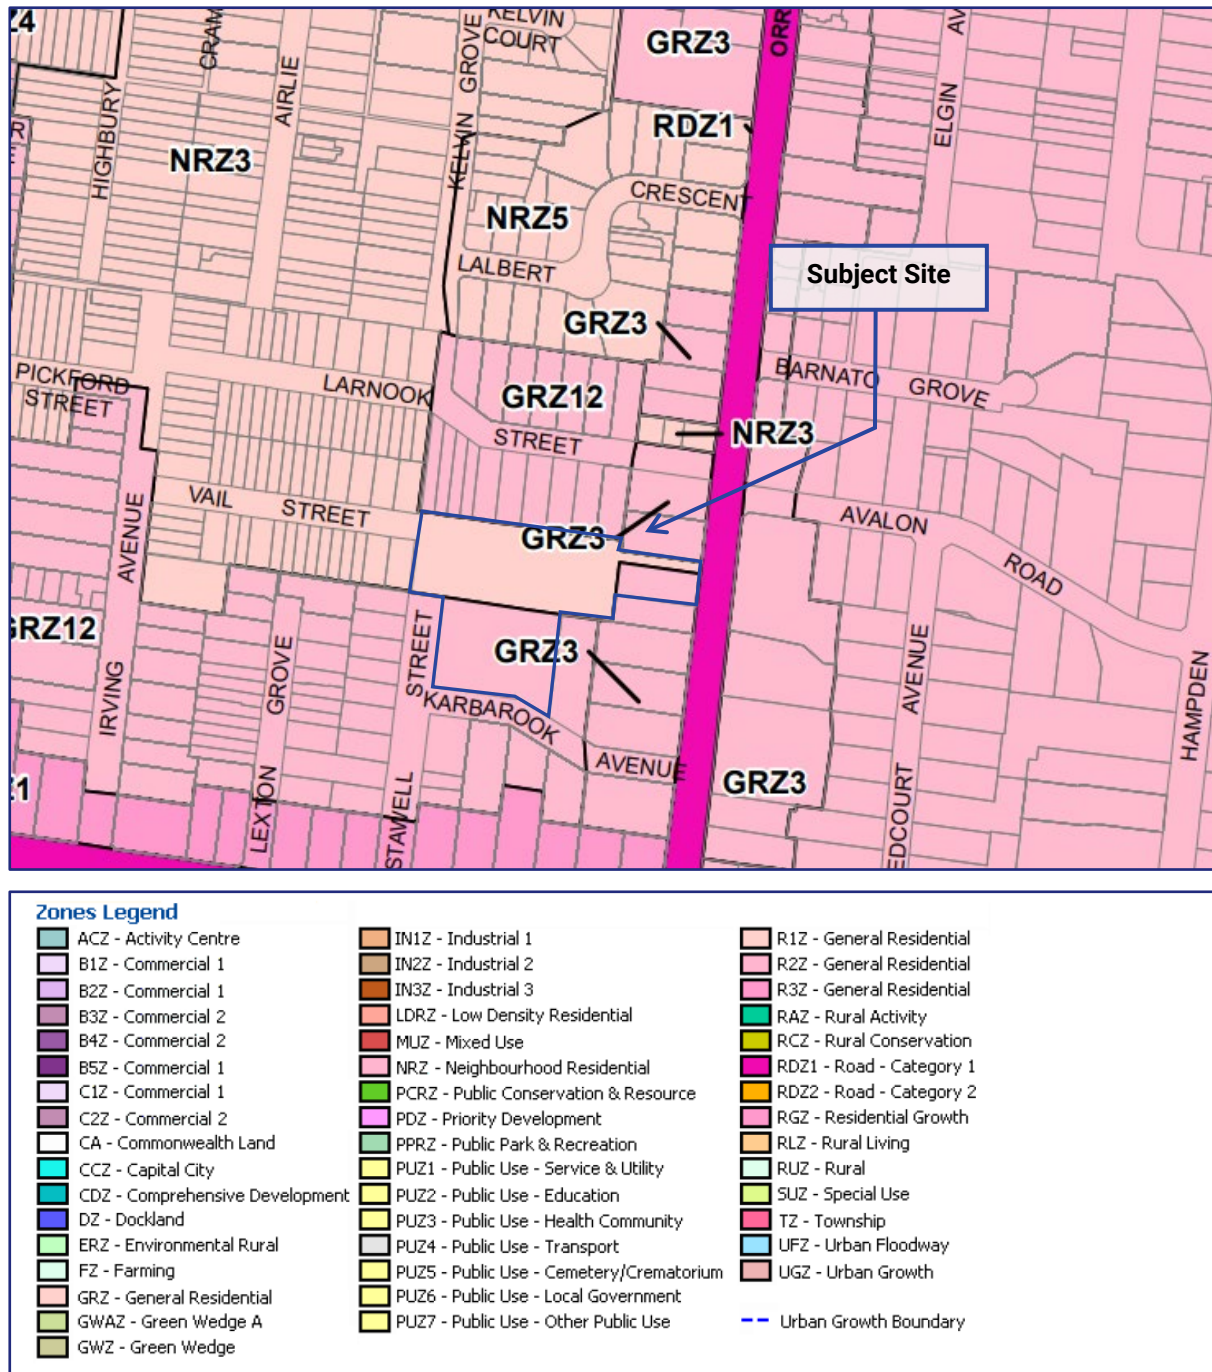 Z4
CRAM
KELVIN
COURT
GRZ3
ORR
AV
HIGHBURY
AIRLIE
KELVIN GROVE
RDZ1
ELGIN
NRZ3
CRESCENT
NRZ5
LALBERT
Subject Site
GRZ3
PICKFORD
STREET
LARNOOK
GRZ12
BARNATO GROVE
STREET
NRZ3
VAIL STREET
GRZ3
AVALON
ROAD
AVENUE
GRZ12
IRVING
GROVE
LEXTON
STREET
STAWELL
GRZ3
KARBAROOK
AVENUE
AVENUE
EDCOURT
HAMPDEN
GRZ3
Z1
Zones Legend
ACZ - Activity Centre
B1Z - Commercial 1
B2Z - Commercial 1
B3Z - Commercial 2
B4Z - Commercial 2
B5Z - Commercial 1
C1Z - Commercial 1
C2Z - Commercial 2
CA - Commonwealth Land
CCZ - Capital City
CDZ - Comprehensive Development
DZ - Dockland
ERZ - Environmental Rural
FZ - Farming
GRZ - General Residential
GWAZ - Green Wedge A
GWZ - Green Wedge
IN1Z - Industrial 1
IN2Z - Industrial 2
IN3Z - Industrial 3
LDRZ - Low Density Residential
MUZ - Mixed Use
NRZ - Neighbourhood Residential
PCRZ - Public Conservation & Resource
PDZ - Priority Development
PPRZ - Public Park & Recreation
PUZ1 - Public Use - Service & Utility
PUZ2 - Public Use - Education
PUZ3 - Public Use - Health Community
PUZ4 - Public Use - Transport
PUZ5 - Public Use - Cemetery/Crematorium
PUZ6 - Public Use - Local Government
PUZ7 - Public Use - Other Public Use
R1Z - General Residential
R2Z - General Residential
R3Z - General Residential
RAZ - Rural Activity
RCZ - Rural Conservation
RDZ1 - Road - Category 1
RDZ2 - Road - Category 2
RGZ - Residential Growth
RLZ - Rural Living
RUZ - Rural
SUZ - Special Use
TZ - Township
UFZ - Urban Floodway
UGZ - Urban Growth
Urban Growth Boundary